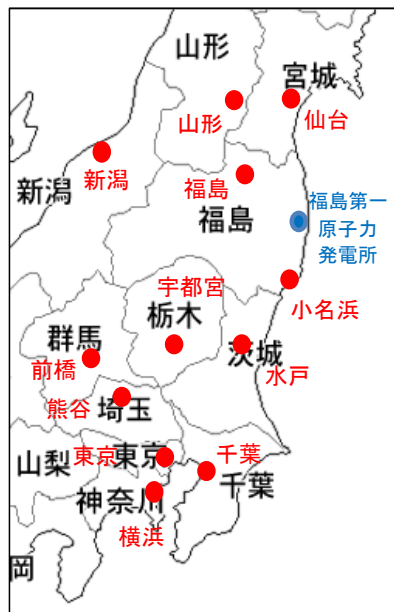 山形
宮城
山形
仙台
新潟
新潟
福島
福島
福島第一
原子力
発電所
小名浜
宇都宮
栃木
群馬
前橋
茨城
水戸
熊谷
埼玉
東京
東京
千葉
山梨
千葉
神奈川
横浜
岡